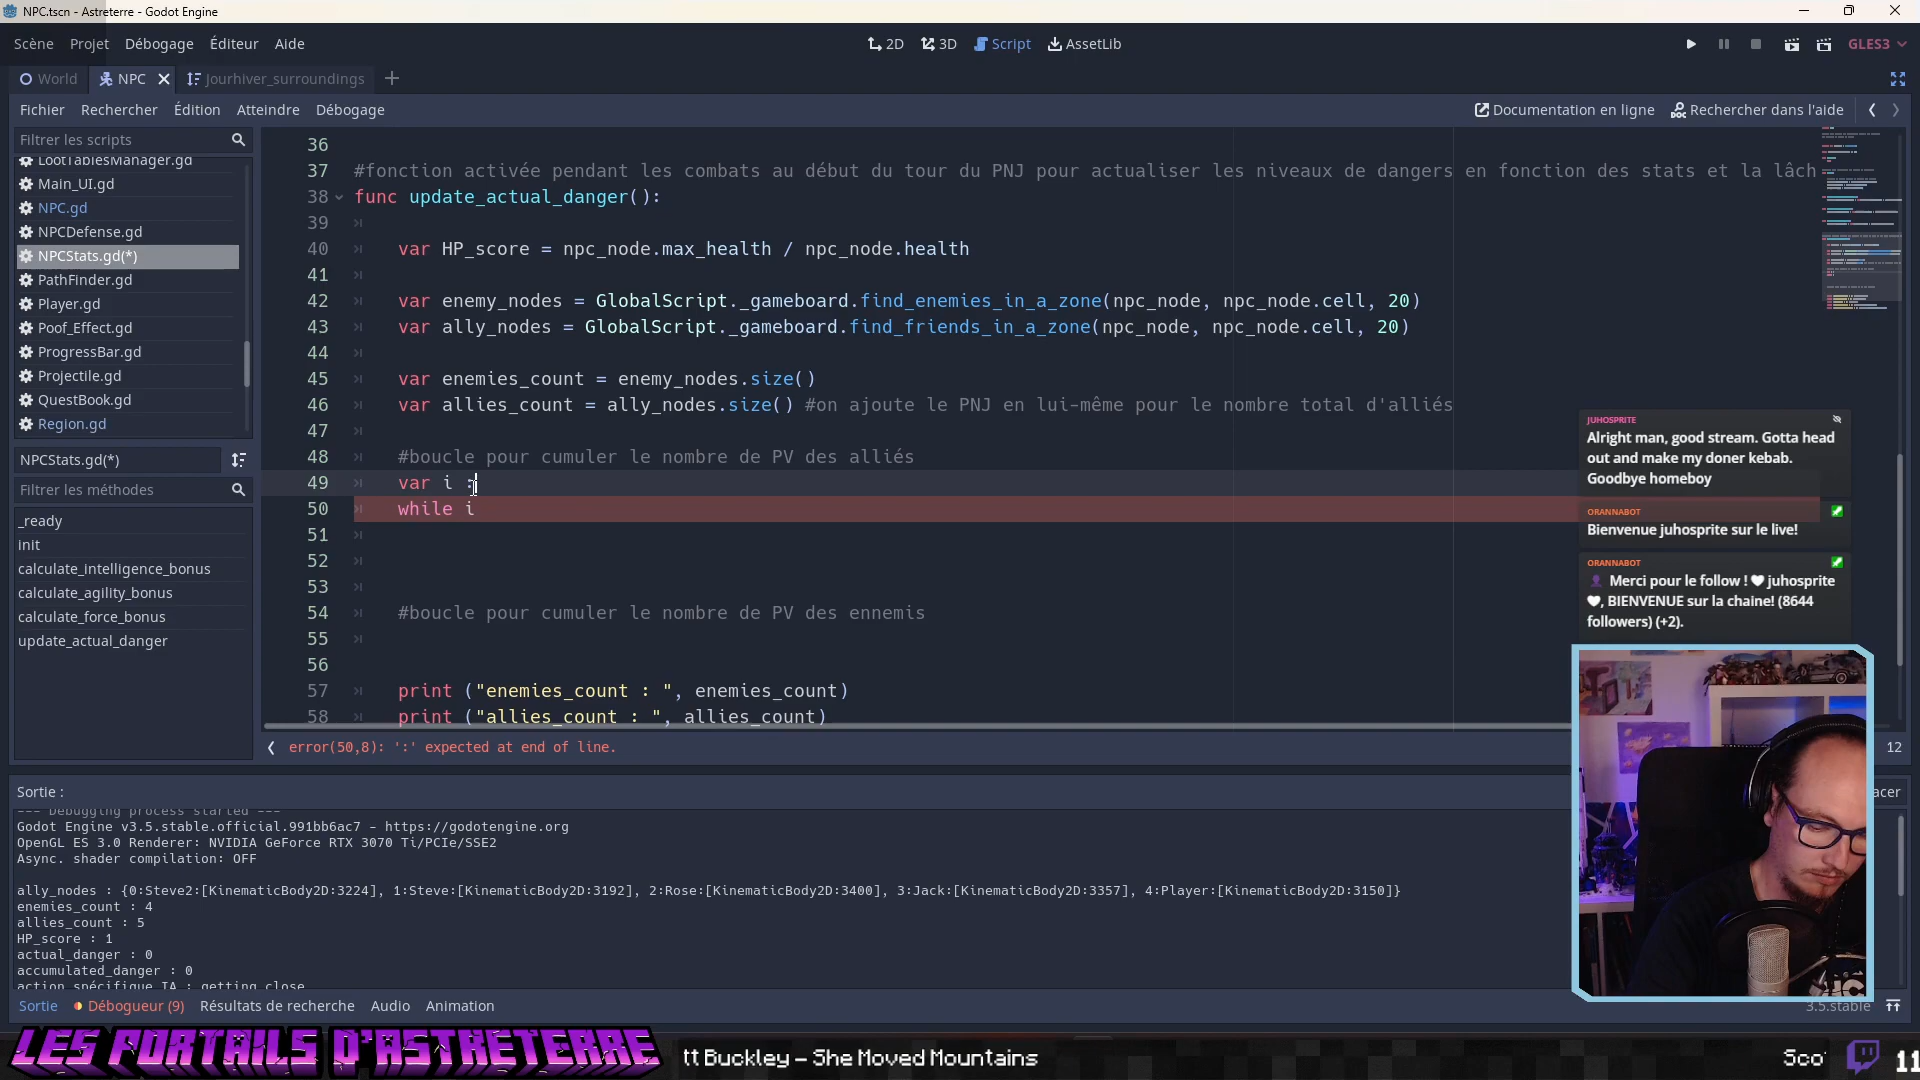 NPC.tscn - Astreterre - Godot Engine
Scène Projet Débogage Éditeur Aide
2D 3D Script AssetLib
GLES3
World NPC Jourhiver_surroundings
Fichier Rechercher Édition Atteindre Débogage
Documentation en ligne Rechercher dans l'aide
Filtrer les scripts
LootTablesManager.gd
Main_UI.gd
NPC.gd
NPCDefense.gd
NPCStats.gd(*)
PathFinder.gd
Player.gd
Poof_Effect.gd
ProgressBar.gd
Projectile.gd
QuestBook.gd
Region.gd
NPCStats.gd(*)
Filtrer les méthodes
_ready
init
calculate_intelligence_bonus
calculate_agility_bonus
calculate_force_bonus
update_actual_danger
36
37 #fonction activée pendant les combats au début du tour du PNJ pour actualiser les niveaux de dangers en fonction des stats et la lâch
38 func update_actual_danger():
39
40 var HP_score = npc_node.max_health / npc_node.health
41
42 var enemy_nodes = GlobalScript._gameboard.find_enemies_in_a_zone(npc_node, npc_node.cell, 20)
43 var ally_nodes = GlobalScript._gameboard.find_friends_in_a_zone(npc_node, npc_node.cell, 20)
44
45 var enemies_count = enemy_nodes.size()
46 var allies_count = ally_nodes.size() #on ajoute le PNJ en lui-même pour le nombre total d'alliés
47
48 #boucle pour cumuler le nombre de PV des alliés
49 var i :
50 while i
51
52
53
54 #boucle pour cumuler le nombre de PV des ennemis
55
56
57 print ("enemies_count : ", enemies_count)
58 print ("allies_count : ", allies_count)
error(50,8): ':' expected at end of line.
12
JUHOSPRITE
Alright man, good stream. Gotta head
out and make my doner kebab.
Goodbye homeboy
ORANNABOT
Bienvenue juhosprite sur le live!
ORANNABOT
Merci pour le follow ! juhosprite
, BIENVENUE sur la chaine! (8644
followers) (+2).
Sortie :
acer
--- Debugging process started ---
Godot Engine v3.5.stable.official.991bb6ac7 - https://godotengine.org
OpenGL ES 3.0 Renderer: NVIDIA GeForce RTX 3070 Ti/PCIe/SSE2
Async. shader compilation: OFF
ally_nodes : {0:Steve2:[KinematicBody2D:3224], 1:Steve:[KinematicBody2D:3192], 2:Rose:[KinematicBody2D:3400], 3:Jack:[KinematicBody2D:3357], 4:Player:[KinematicBody2D:3150]}
enemies_count : 4
allies_count : 5
HP_score : 1
actual_danger : 0
accumulated_danger : 0
action spécifique IA : getting close
Sortie Débogueur (9) Résultats de recherche Audio Animation
3.5.stable
LES PORTAILS D'ASTRETERRE
tt Buckley – She Moved Mountains
Sco
11